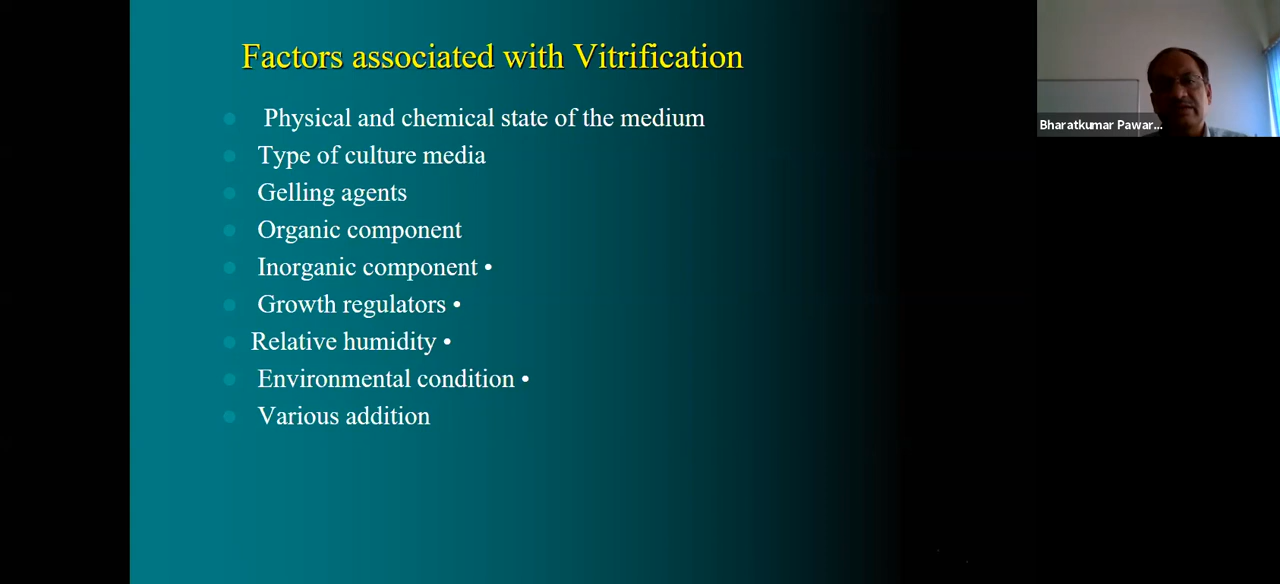 Factors associated with Vitrification
Physical and chemical state of the medium
Type of culture media
Gelling agents
Organic component
Inorganic component •
Growth regulators •
Relative humidity •
Environmental condition •
Various addition
Bharatkumar Pawar...